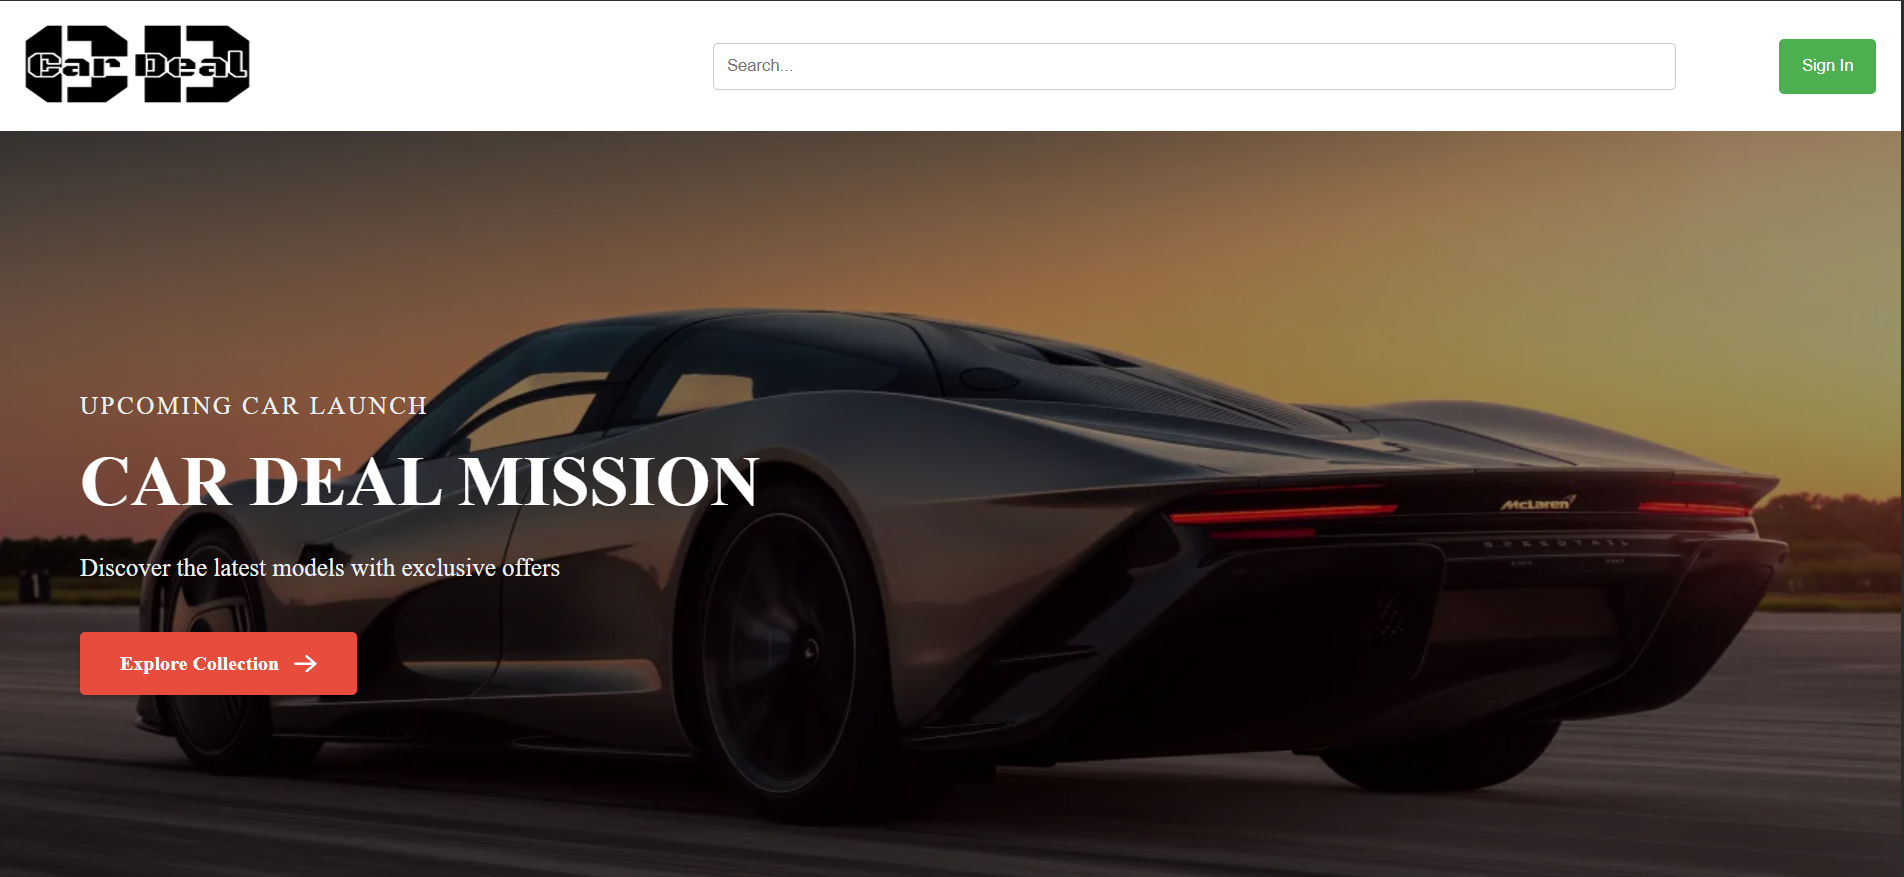 Car Deal
Search...
Sign In
UPCOMING CAR LAUNCH
CAR DEAL MISSION
Discover the latest models with exclusive offers
Explore Collection
McLaren
SPEEDTAIL
1